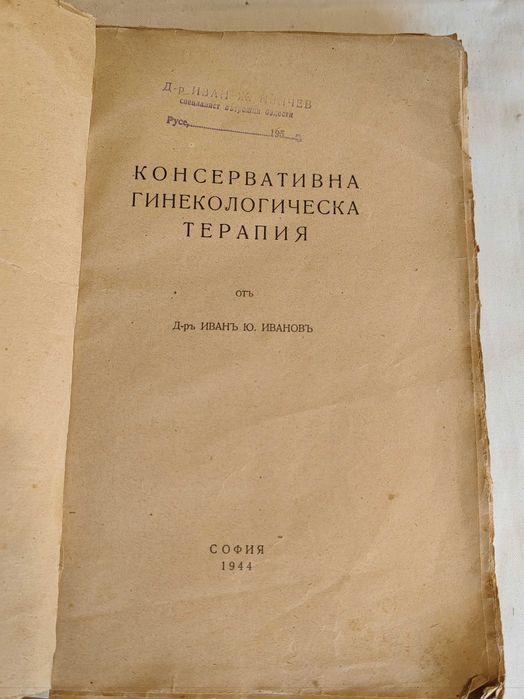 Д-р ИВАН
специалист вътрешни болести
Русе, 195
КОНСЕРВАТИВНА
ГИНЕКОЛОГИЧЕСКА
ТЕРАПИЯ
отъ
Д-ръ ИВАНЪ Ю. ИВАНОВЪ
СОФИЯ
1944